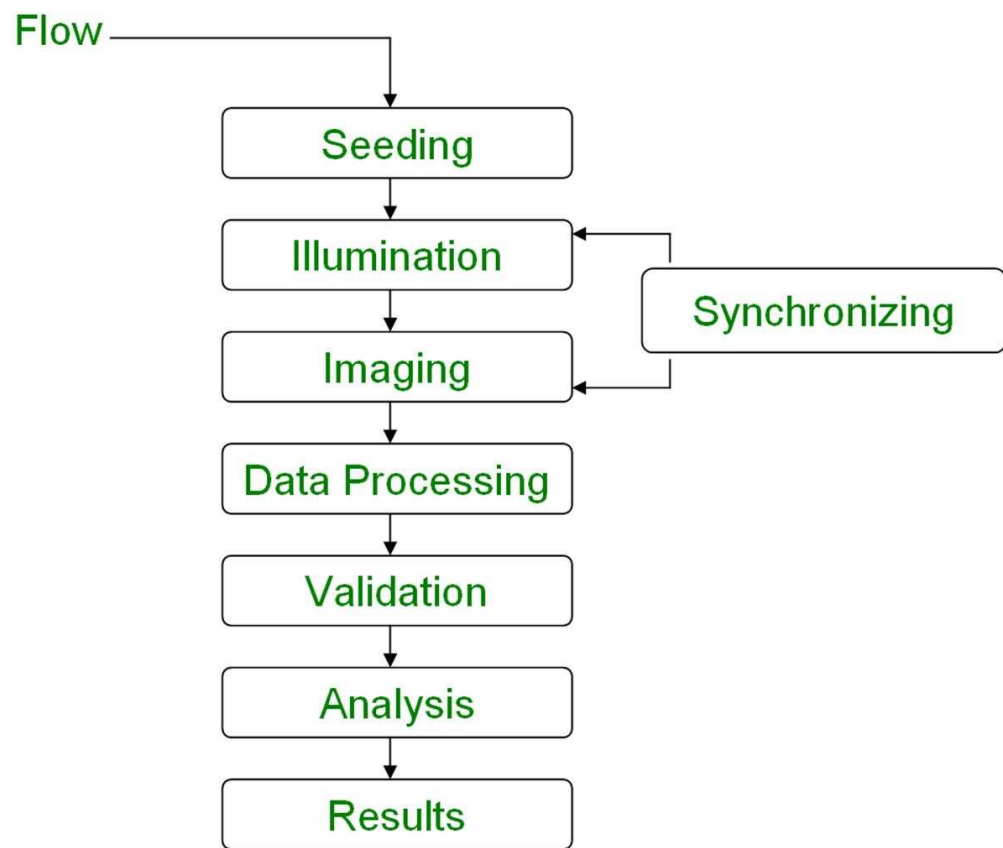 Flow
Seeding
Illumination
Synchronizing
Imaging
Data Processing
Validation
Analysis
Results